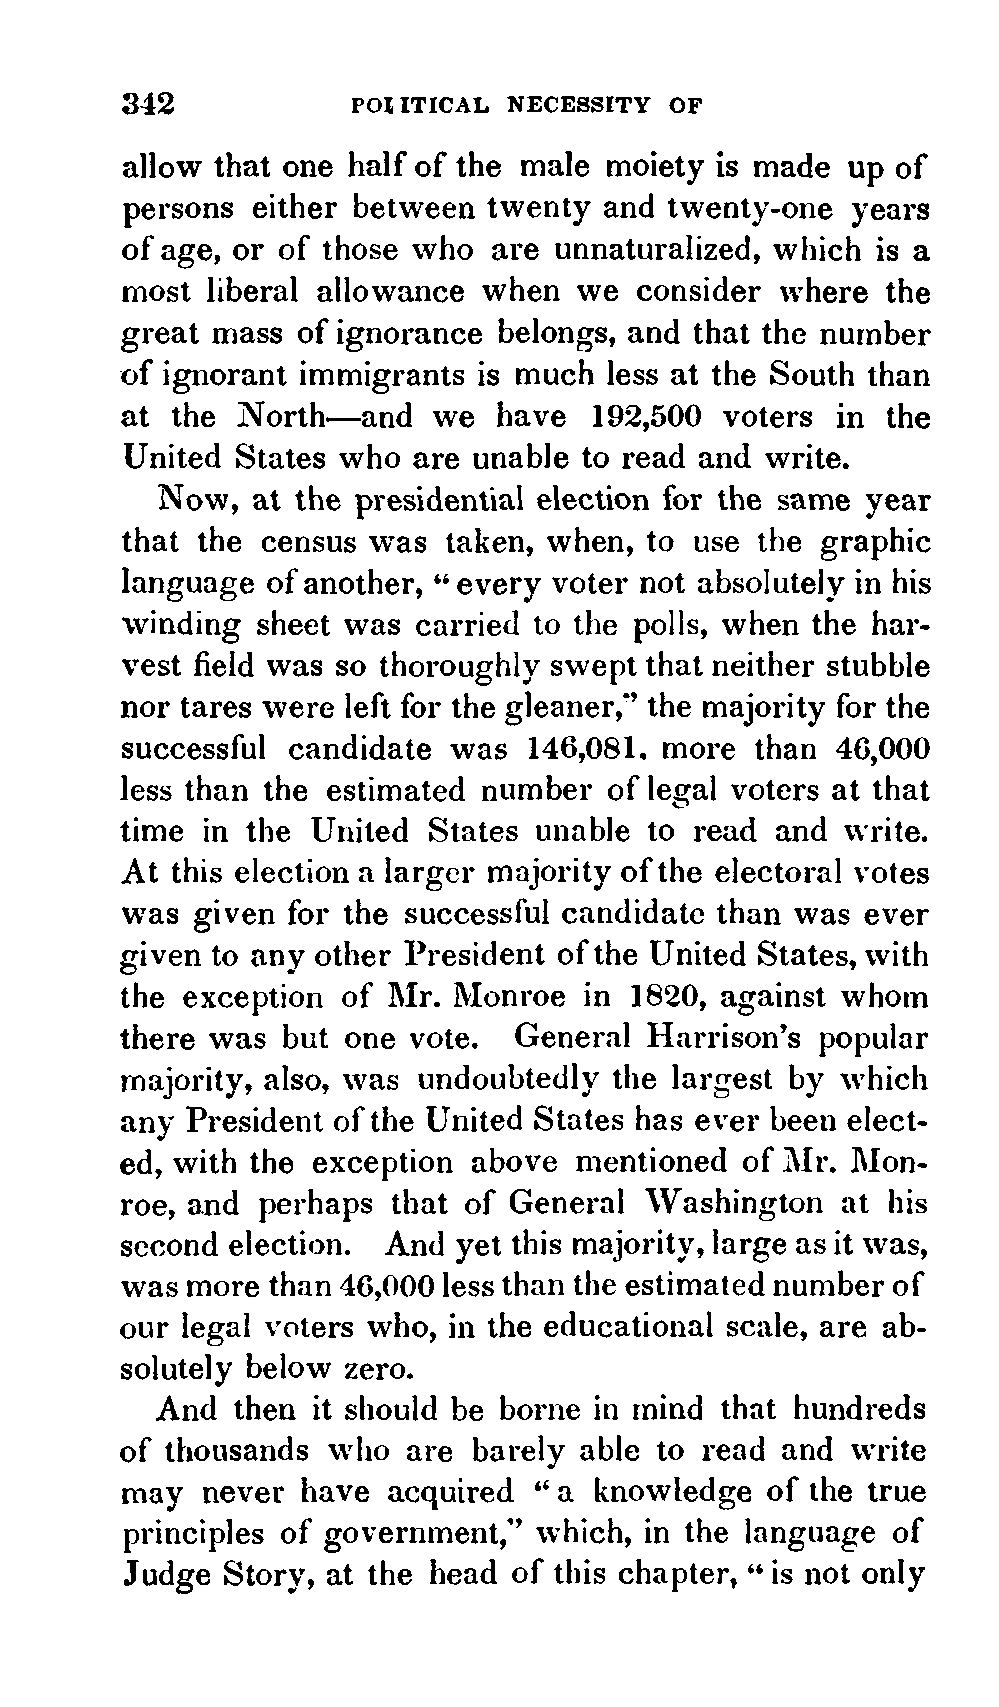 342 POLITICAL NECESSITY OF
allow that one half of the male moiety is made up of
persons either between twenty and twenty-one years
of age, or of those who are unnaturalized, which is a
most liberal allowance when we consider where the
great mass of ignorance belongs, and that the number
of ignorant immigrants is much less at the South than
at the North—and we have 192,500 voters in the
United States who are unable to read and write.
Now, at the presidential election for the same year
that the census was taken, when, to use the graphic
language of another, “ every voter not absolutely in his
winding sheet was carried to the polls, when the har-
vest field was so thoroughly swept that neither stubble
nor tares were left for the gleaner,” the majority for the
successful candidate was 146,081, more than 46,000
less than the estimated number of legal voters at that
time in the United States unable to read and write.
At this election a larger majority of the electoral votes
was given for the successful candidate than was ever
given to any other President of the United States, with
the exception of Mr. Monroe in 1820, against whom
there was but one vote. General Harrison’s popular
majority, also, was undoubtedly the largest by which
any President of the United States has ever been elect-
ed, with the exception above mentioned of Mr. Mon-
roe, and perhaps that of General Washington at his
second election. And yet this majority, large as it was,
was more than 46,000 less than the estimated number of
our legal voters who, in the educational scale, are ab-
solutely below zero.
And then it should be borne in mind that hundreds
of thousands who are barely able to read and write
may never have acquired “ a knowledge of the true
principles of government,” which, in the language of
Judge Story, at the head of this chapter, “ is not only